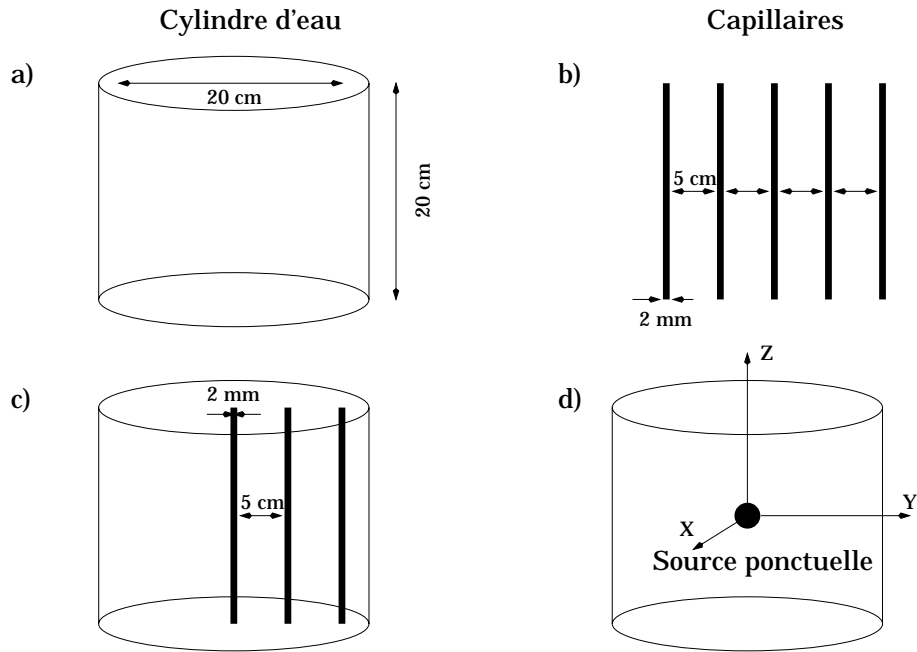 Cylindre d'eau
Capillaires
a)
20 cm
20 cm
b)
5 cm
2 mm
c)
2 mm
5 cm
d)
Z
Y
X
Source ponctuelle